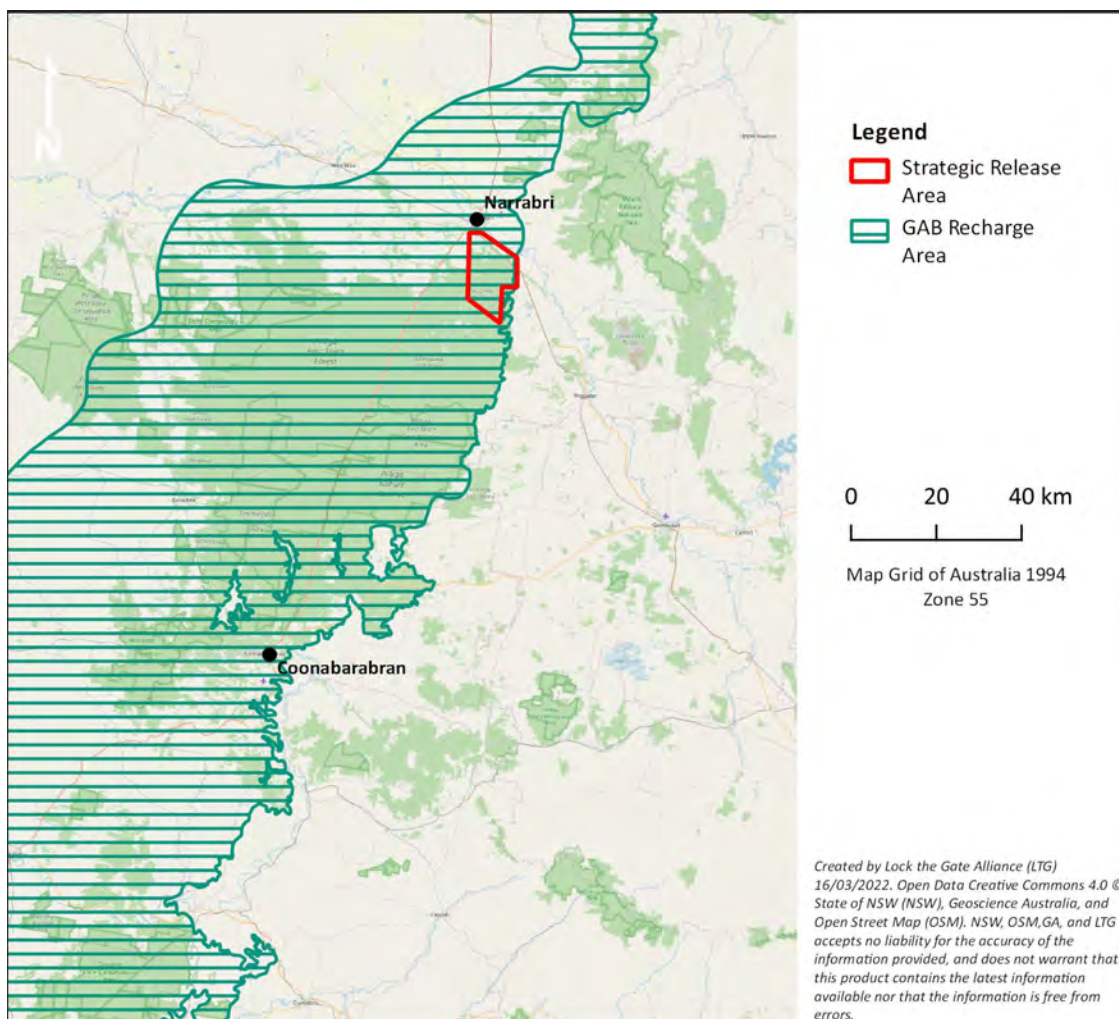 N
Narrabri
Coonabarabran
Legend
Strategic Release
Area
GAB Recharge
Area
0 20 40 km
Map Grid of Australia 1994
Zone 55
Created by Lock the Gate Alliance (LTG)
16/03/2022. Open Data Creative Commons 4.0 ©
State of NSW (NSW), Geoscience Australia, and
Open Street Map (OSM). NSW, OSM,GA, and LTG
accepts no liability for the accuracy of the
information provided, and does not warrant that
this product contains the latest information
available nor that the information is free from
errors.